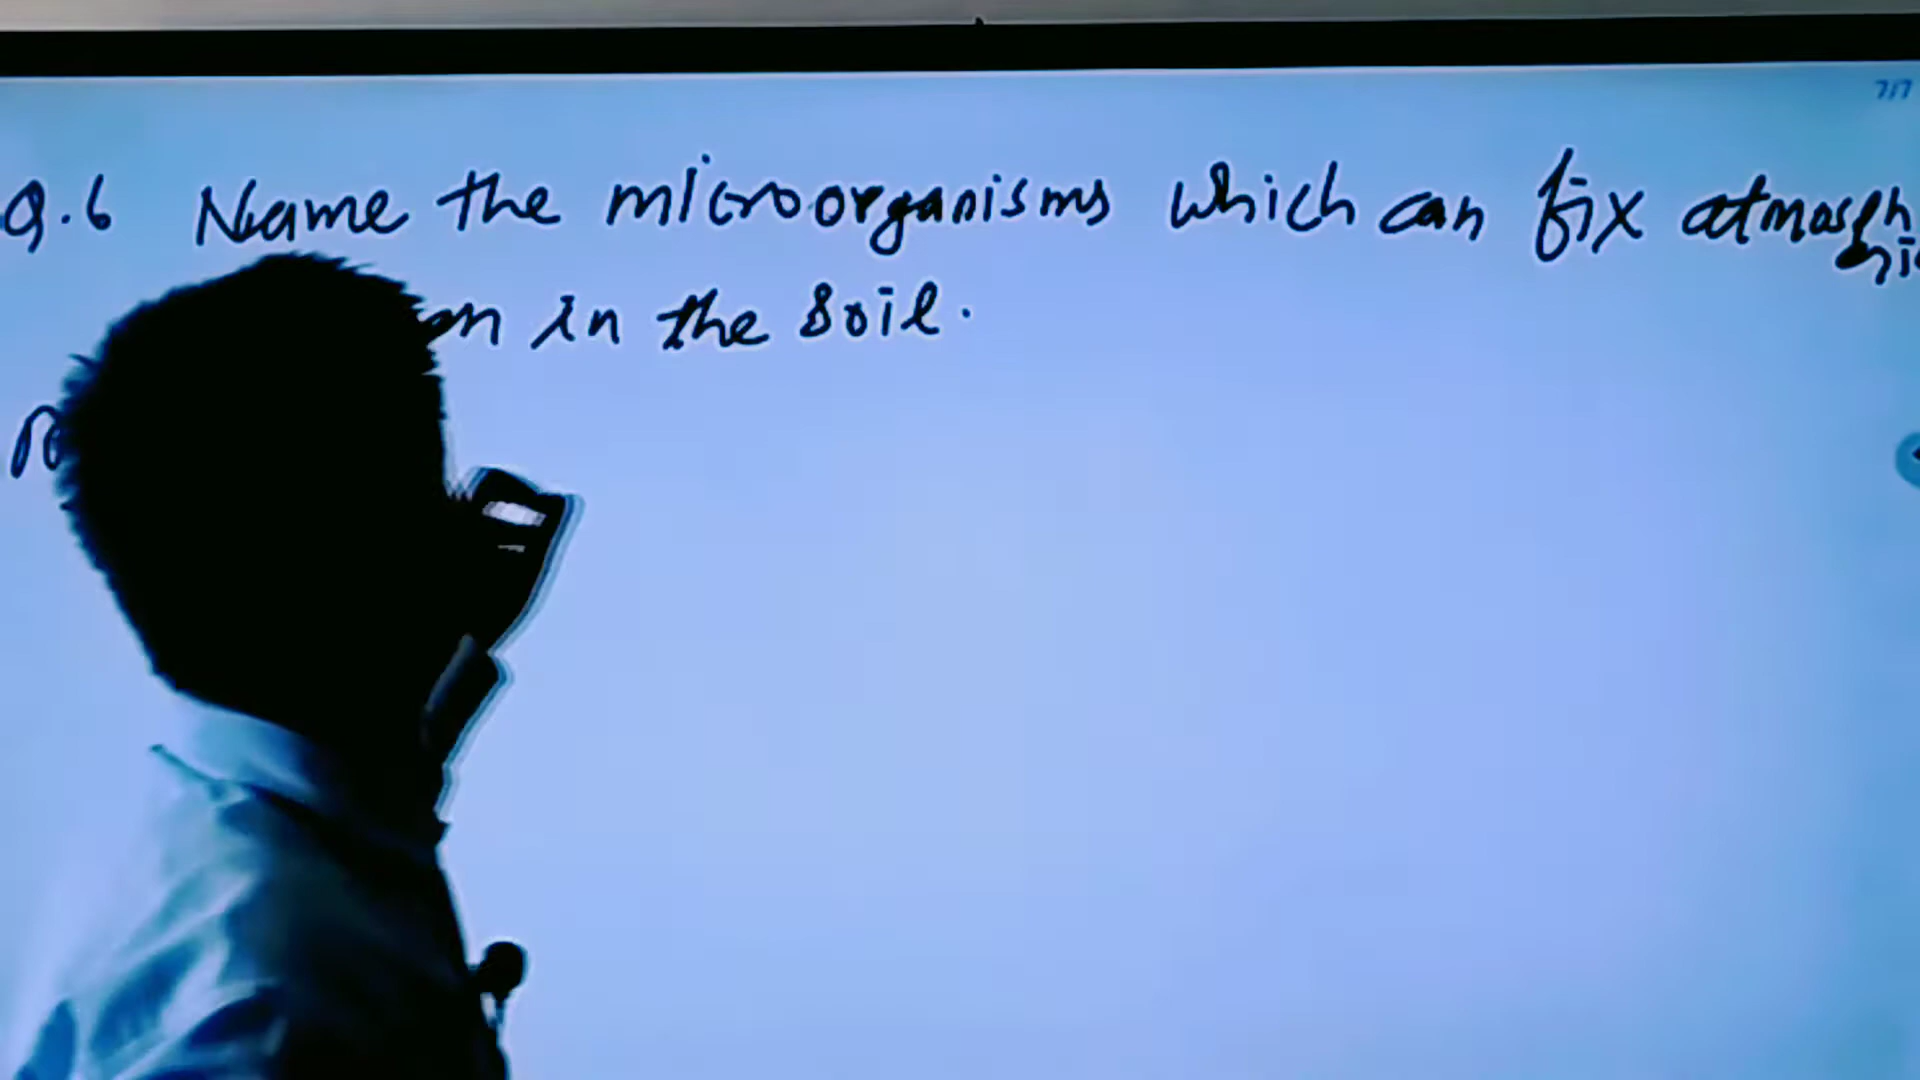 Q.6 Name the microorganisms which can fix atmosph
in the Soil.